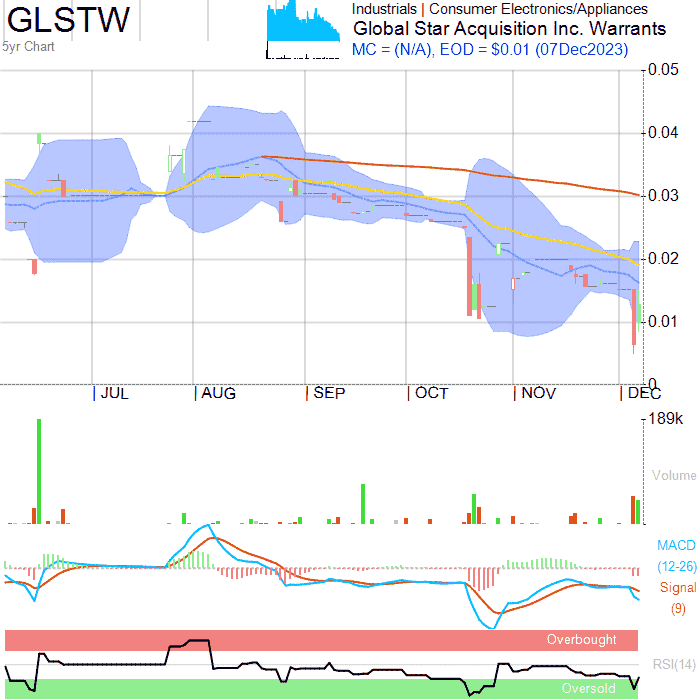 GLSTW
5yr Chart
Industrials | Consumer Electronics/Appliances
Global Star Acquisition Inc. Warrants
MC = (N/A), EOD = $0.01 (07Dec2023)
0.05
0.04
0.03
0.02
0.01
0
JUL AUG SEP OCT NOV DEC
189k
Volume
MACD
(12-26)
Signal
(9)
Overbought
RSI(14)
Oversold